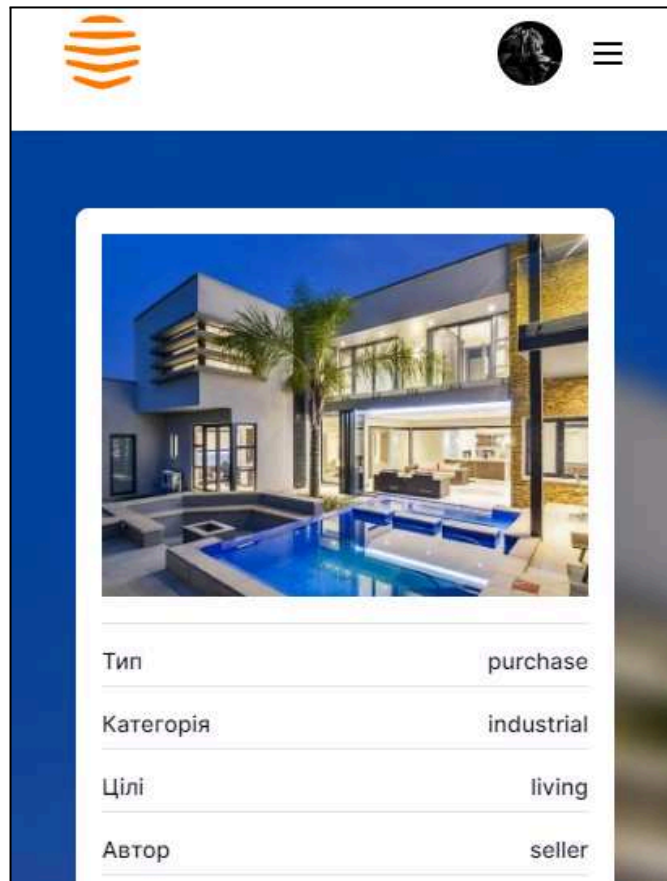 Тип purchase
Категорія industrial
Цілі living
Автор seller